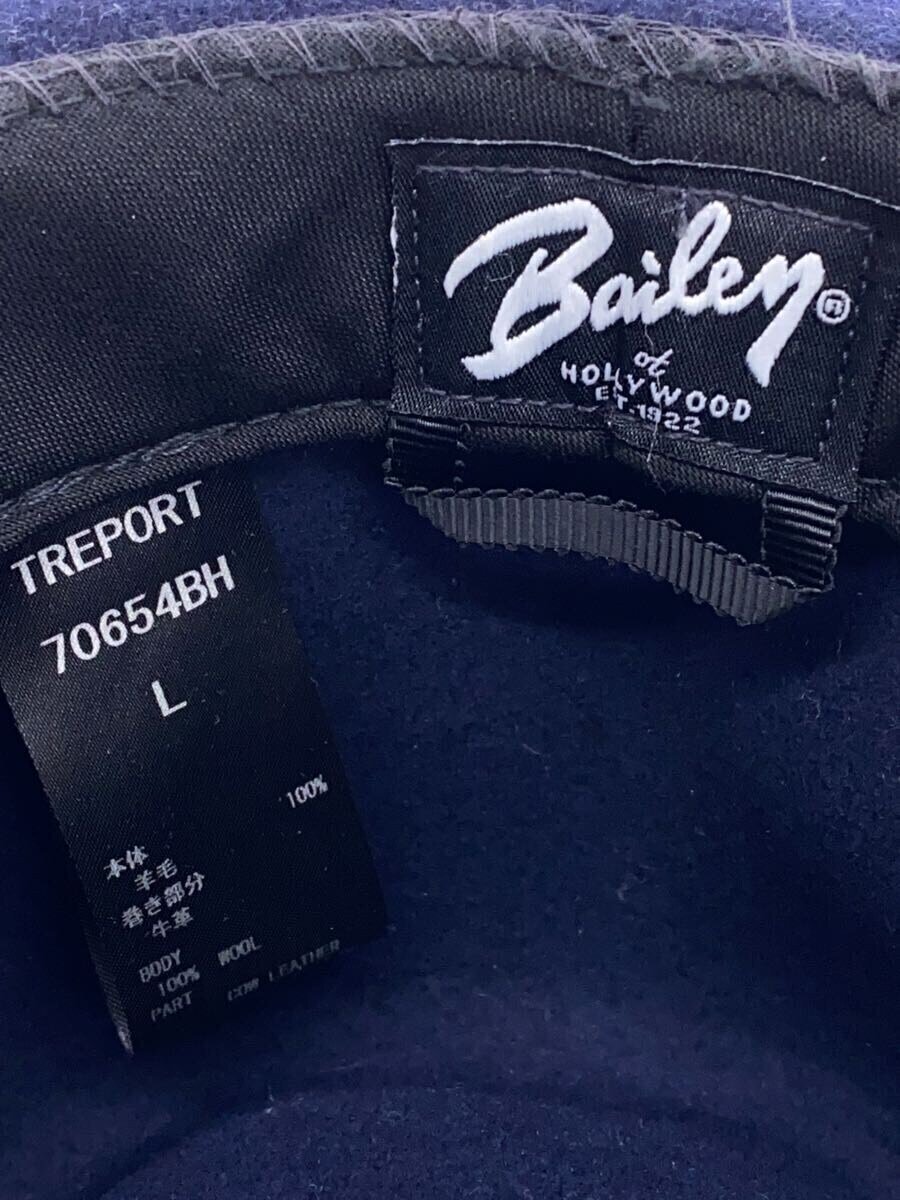 Bailey®
of
HOLLYWOOD
EST.1922
TREPORT
70654BH
L
100%
本体
羊毛
巻き部分
牛革
BODY
100% WOOL
PART COW LEATHER